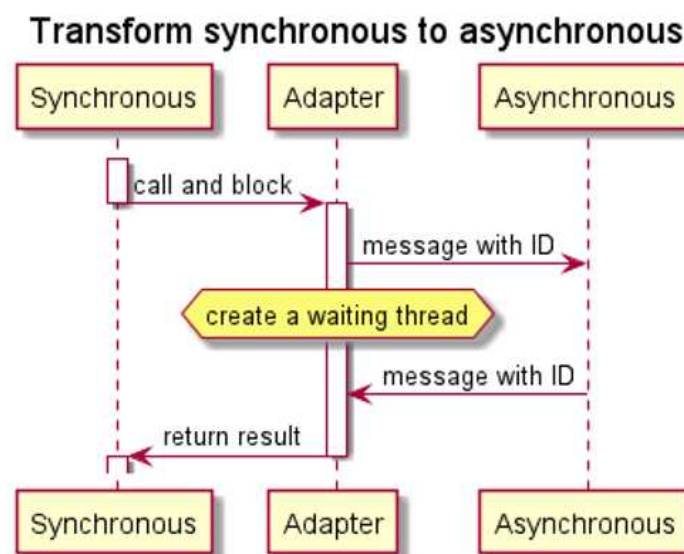 Transform synchronous to asynchronous
Synchronous Adapter Asynchronous
call and block
message with ID
create a waiting thread
message with ID
return result
Synchronous Adapter Asynchronous